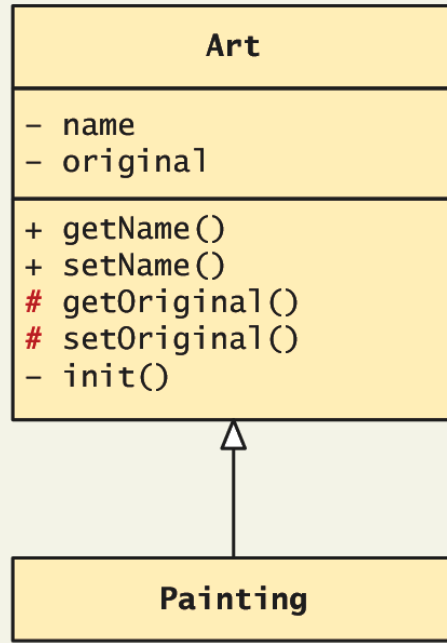 Art
– name
– original
+ getName()
+ setName()
# getOriginal()
# setOriginal()
– init()
Painting